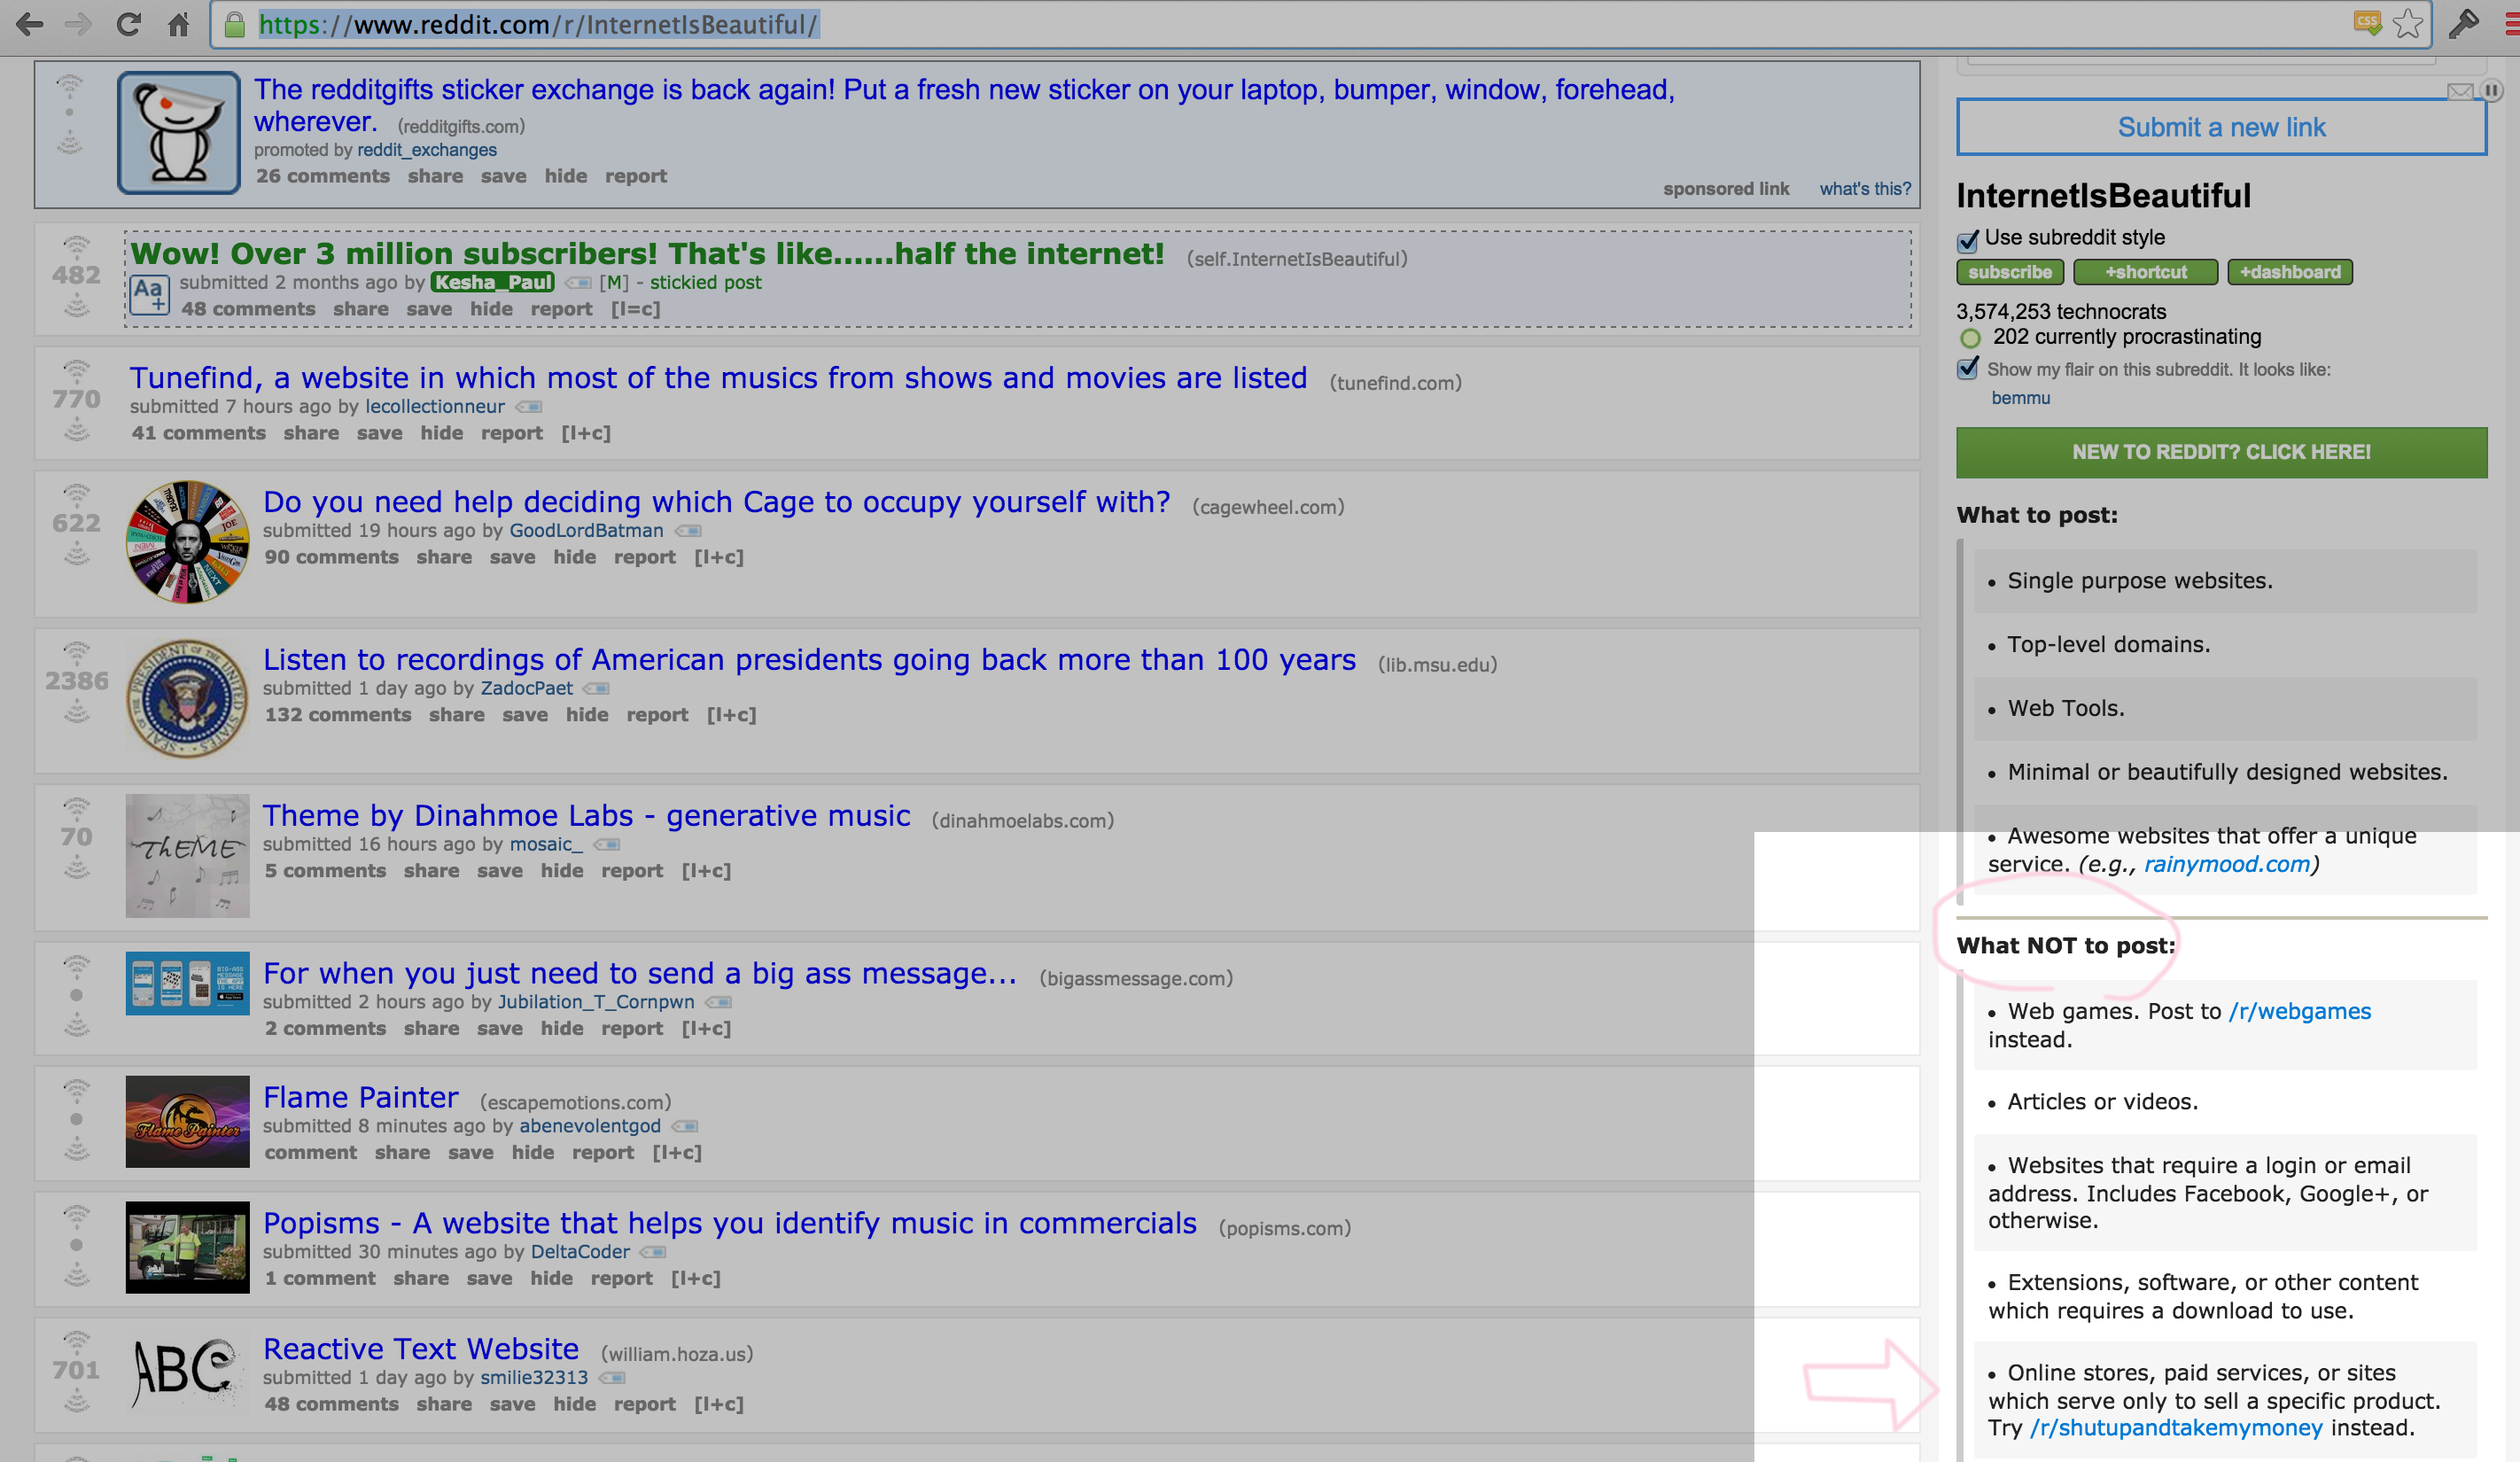 https://www.reddit.com/r/InternetIsBeautiful/
CSS
The redditgifts sticker exchange is back again! Put a fresh new sticker on your laptop, bumper, window, forehead,
wherever. (redditgifts.com)
promoted by reddit_exchanges
26 comments share save hide report
sponsored link what's this?
482
Wow! Over 3 million subscribers! That's like......half the internet! (self.InternetIsBeautiful)
Aa+
submitted 2 months ago by Kesha_Paul [M] - stickied post
48 comments share save hide report [l=c]
770
Tunefind, a website in which most of the musics from shows and movies are listed (tunefind.com)
submitted 7 hours ago by lecollectionneur
41 comments share save hide report [l+c]
622
Do you need help deciding which Cage to occupy yourself with? (cagewheel.com)
submitted 19 hours ago by GoodLordBatman
90 comments share save hide report [l+c]
2386
Listen to recordings of American presidents going back more than 100 years (lib.msu.edu)
submitted 1 day ago by ZadocPaet
132 comments share save hide report [l+c]
70
ThEME
Theme by Dinahmoe Labs - generative music (dinahmoelabs.com)
submitted 16 hours ago by mosaic_
5 comments share save hide report [l+c]
For when you just need to send a big ass message... (bigassmessage.com)
submitted 2 hours ago by Jubilation_T_Cornpwn
2 comments share save hide report [l+c]
Flame Painter
Flame Painter (escapemotions.com)
submitted 8 minutes ago by abenevolentgod
comment share save hide report [l+c]
Popisms - A website that helps you identify music in commercials (popisms.com)
submitted 30 minutes ago by DeltaCoder
1 comment share save hide report [l+c]
701
ABC
Reactive Text Website (william.hoza.us)
submitted 1 day ago by smilie32313
48 comments share save hide report [l+c]
Submit a new link
InternetIsBeautiful
Use subreddit style
subscribe +shortcut +dashboard
3,574,253 technocrats
202 currently procrastinating
Show my flair on this subreddit. It looks like:
bemmu
NEW TO REDDIT? CLICK HERE!
What to post:
• Single purpose websites.
• Top-level domains.
• Web Tools.
• Minimal or beautifully designed websites.
• Awesome websites that offer a unique
service. (e.g., rainymood.com)
What NOT to post:
• Web games. Post to /r/webgames
instead.
• Articles or videos.
• Websites that require a login or email
address. Includes Facebook, Google+, or
otherwise.
• Extensions, software, or other content
which requires a download to use.
• Online stores, paid services, or sites
which serve only to sell a specific product.
Try /r/shutupandtakemymoney instead.